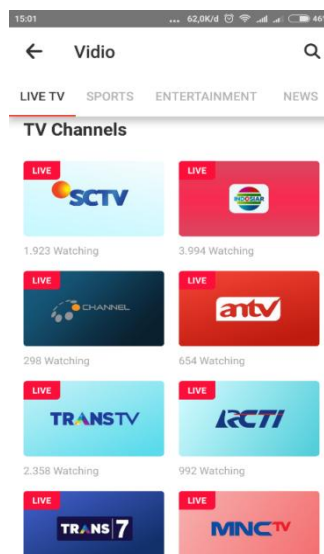 15:01 ... 62,0K/d 46%
Vidio
LIVE TV SPORTS ENTERTAINMENT NEWS
TV Channels
LIVE LIVE
SCTV INDOSIAR
1.923 Watching 3.994 Watching
LIVE LIVE
CHANNEL antv
298 Watching 654 Watching
LIVE LIVE
TRANSTV RCTI
2.358 Watching 992 Watching
LIVE LIVE
TRANS|7 MNCTV